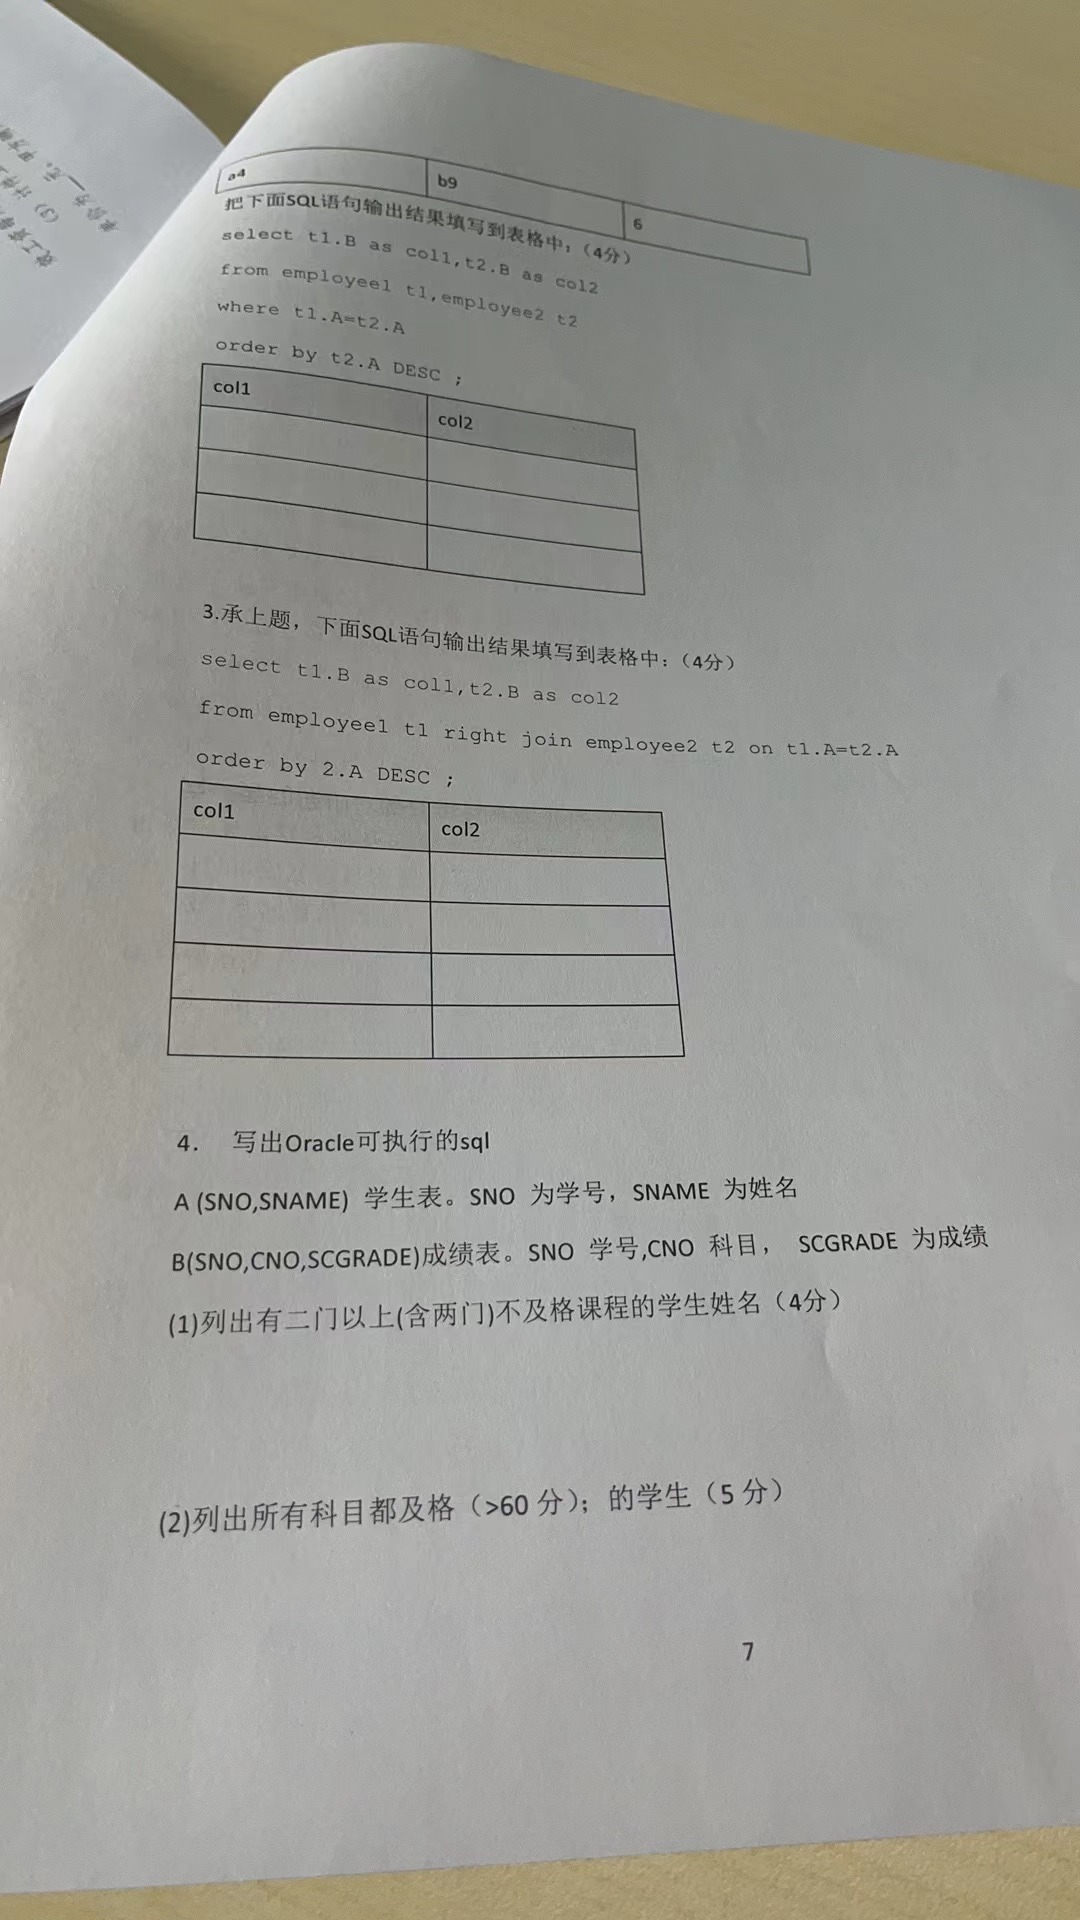 a4 b9 6
把下面SQL语句输出结果填写到表格中:(4分)
select t1.B as col1,t2.B as col2
from employee1 t1,employee2 t2
where t1.A=t2.A
order by t2.A DESC ;
col1 col2
3.承上题，下面SQL语句输出结果填写到表格中:(4分)
select t1.B as col1,t2.B as col2
from employee1 t1 right join employee2 t2 on t1.A=t2.A
order by 2.A DESC ;
col1 col2
4. 写出Oracle可执行的sql
A (SNO,SNAME) 学生表。SNO 为学号，SNAME 为姓名
B(SNO,CNO,SCGRADE)成绩表。SNO 学号,CNO 科目， SCGRADE 为成绩
(1)列出有二门以上(含两门)不及格课程的学生姓名（4分）
(2)列出所有科目都及格（>60 分）；的学生（5 分）
7